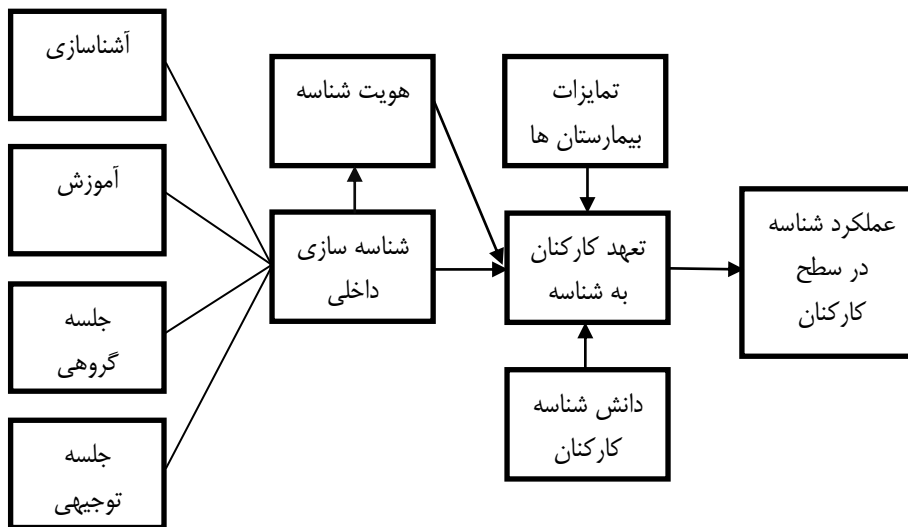 آشناسازی
آموزش
جلسه
گروهی
جلسه
توجیهی
هویت شناسه
شناسه سازی
داخلی
تمایزات
بیمارستان ها
تعهد کارکنان
به شناسه
دانش شناسه
کارکنان
عملکرد شناسه
در سطح
کارکنان